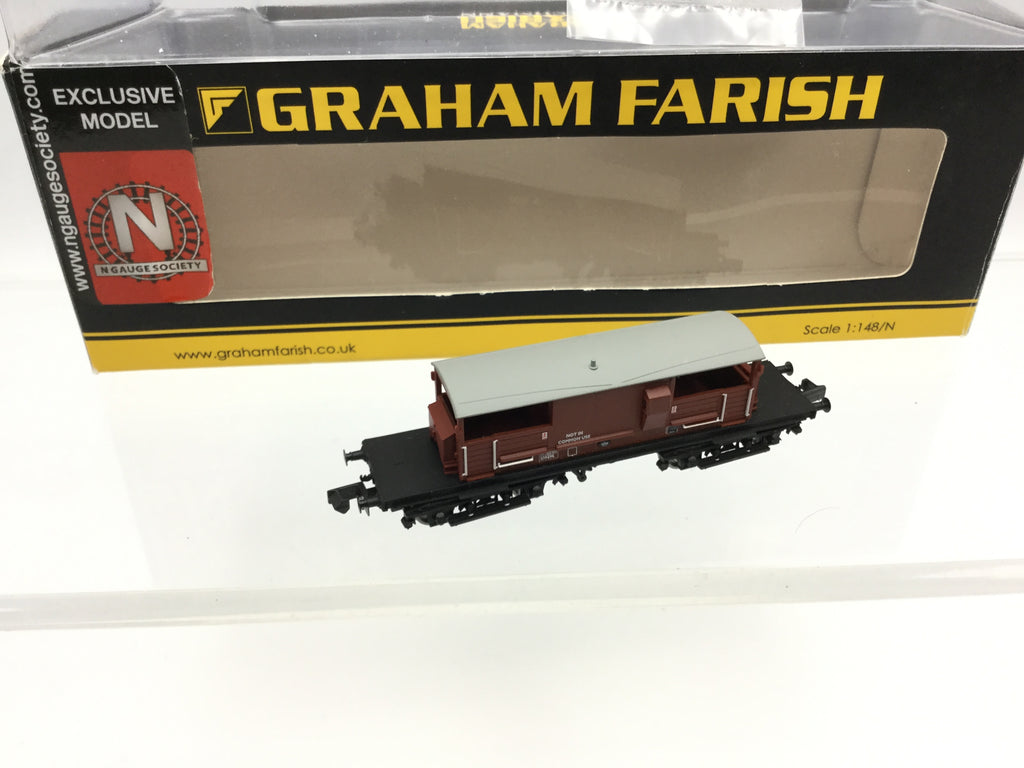 EXCLUSIVE
MODEL
GRAHAM FARISH
www.ngaugesociety.com
N
N GAUGE SOCIETY
www.grahamfarish.co.uk
Scale 1:148/N
NOT IN
COMMON USE